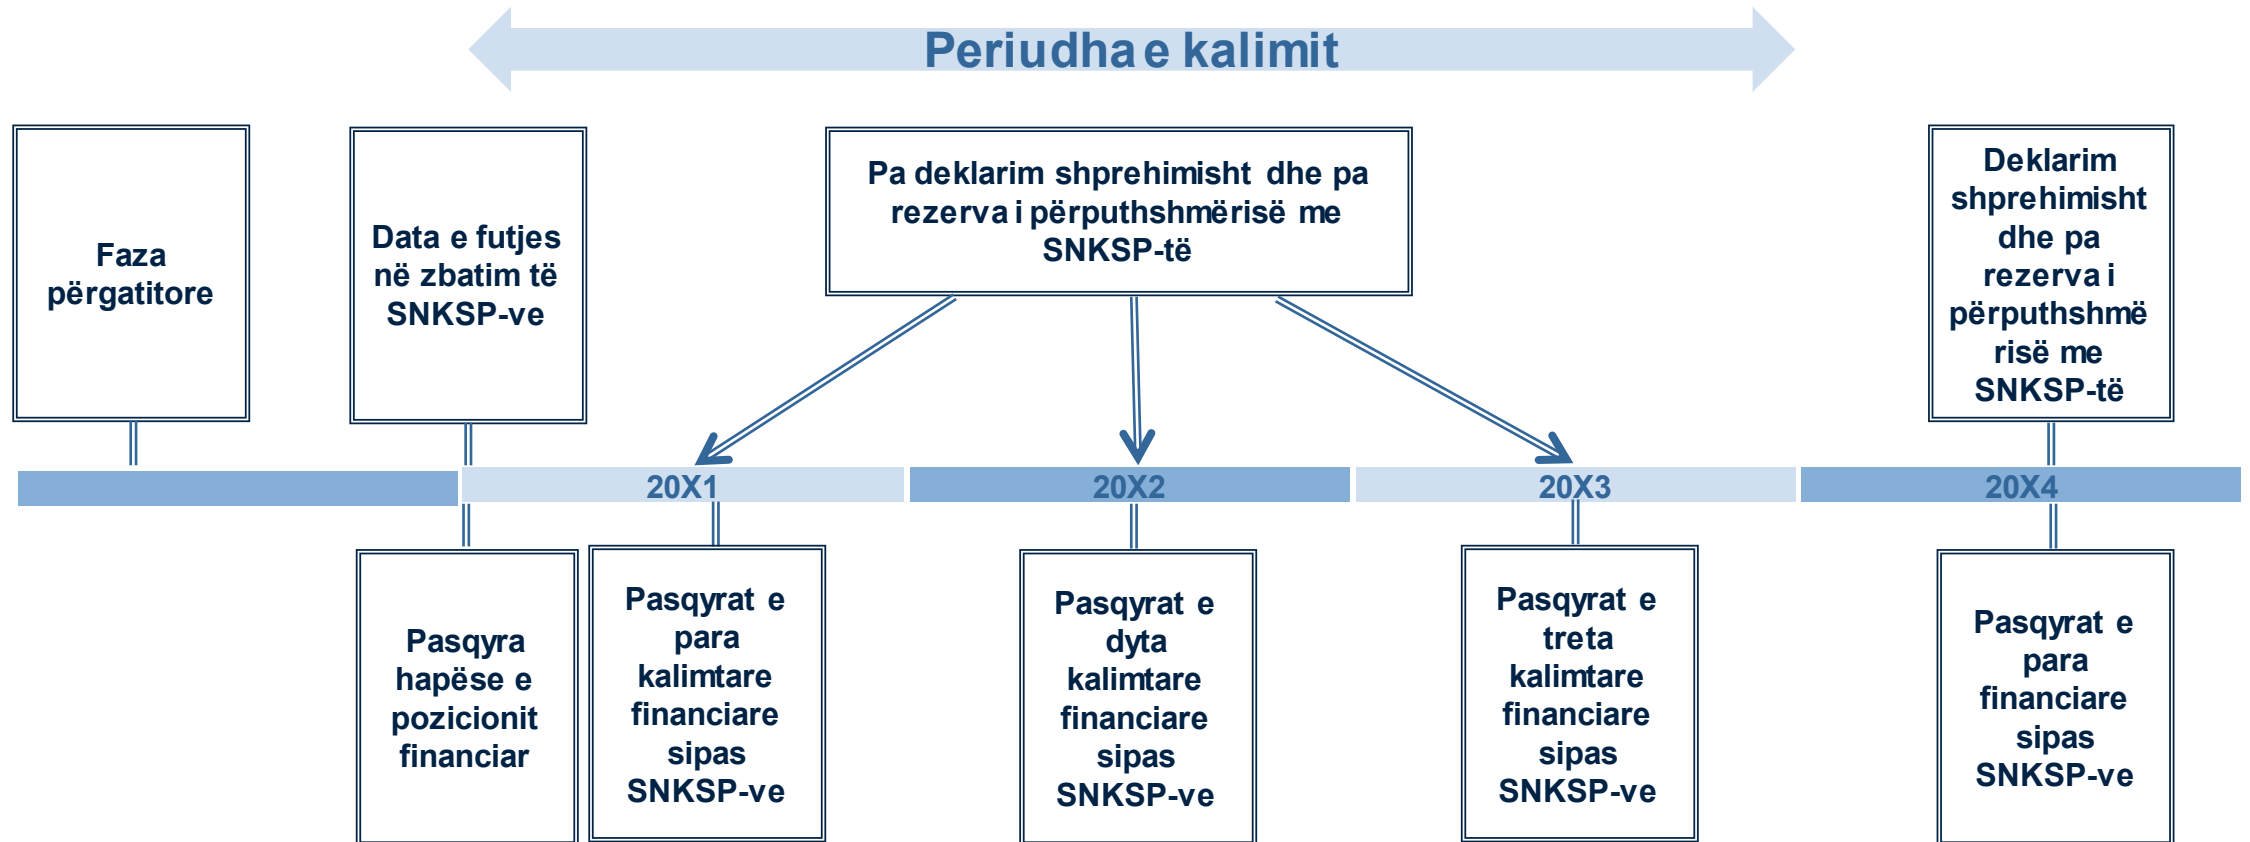 Periudha e kalimit
Faza
përgatitore
Data e futjes
në zbatim të
SNKSP-ve
Pa deklarim shprehimisht dhe pa
rezerva i përputhshmërisë me
SNKSP-të
Deklarim
shprehimisht
dhe pa
rezerva i
përputhshmë
risë me
SNKSP-të
20X1
20X2
20X3
20X4
Pasqyra
hapëse e
pozicionit
financiar
Pasqyrat e
para
kalimtare
financiare
sipas
SNKSP-ve
Pasqyrat e
dyta
kalimtare
financiare
sipas
SNKSP-ve
Pasqyrat e
treta
kalimtare
financiare
sipas
SNKSP-ve
Pasqyrat e
para
financiare
sipas
SNKSP-ve